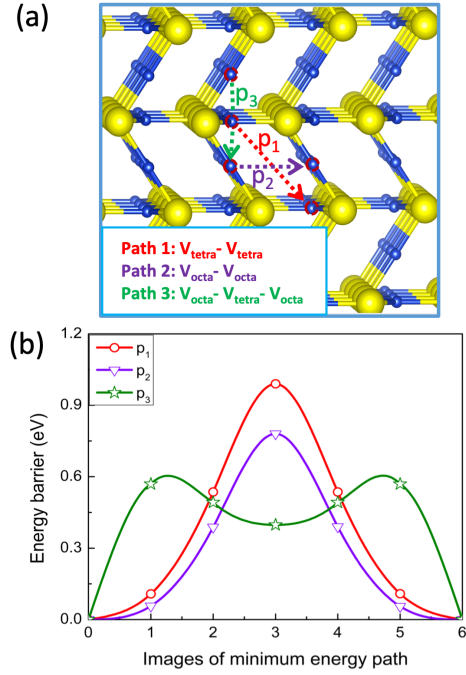 (a)
p₃
p₁
p₂
Path 1: Vtetra- Vtetra
Path 2: Vocta- Vocta
Path 3: Vocta- Vtetra- Vocta
(b)
1.2
0.9
0.6
0.3
0.0
p₁
p₂
p₃
Energy barrier (eV)
0 1 2 3 4 5 6
Images of minimum energy path